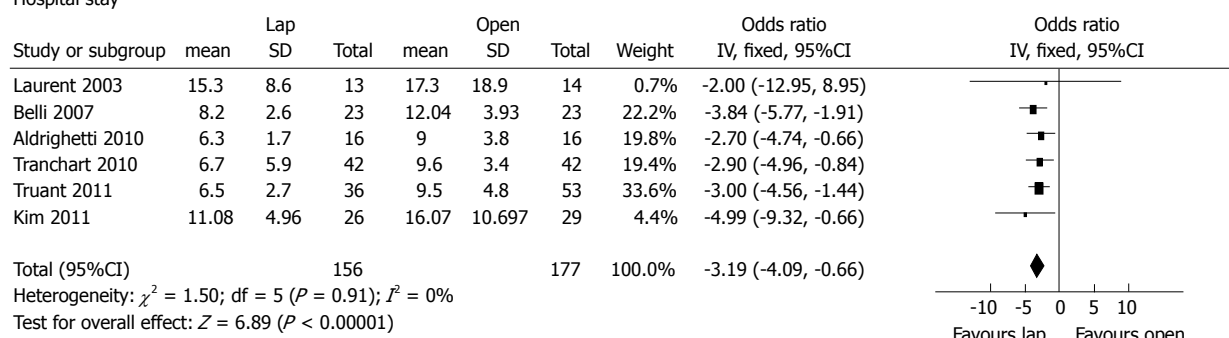 Hospital stay
Lap Open Odds ratio Odds ratio
Study or subgroup mean SD Total mean SD Total Weight IV, fixed, 95%CI IV, fixed, 95%CI
Laurent 2003 15.3 8.6 13 17.3 18.9 14 0.7% -2.00 (-12.95, 8.95)
Belli 2007 8.2 2.6 23 12.04 3.93 23 22.2% -3.84 (-5.77, -1.91)
Aldrighetti 2010 6.3 1.7 16 9 3.8 16 19.8% -2.70 (-4.74, -0.66)
Tranchart 2010 6.7 5.9 42 9.6 3.4 42 19.4% -2.90 (-4.96, -0.84)
Truant 2011 6.5 2.7 36 9.5 4.8 53 33.6% -3.00 (-4.56, -1.44)
Kim 2011 11.08 4.96 26 16.07 10.697 29 4.4% -4.99 (-9.32, -0.66)
Total (95%CI) 156 177 100.0% -3.19 (-4.09, -0.66)
Heterogeneity: χ² = 1.50; df = 5 (P = 0.91); I² = 0%
Test for overall effect: Z = 6.89 (P < 0.00001)
-10 -5 0 5 10
Favours lap Favours open